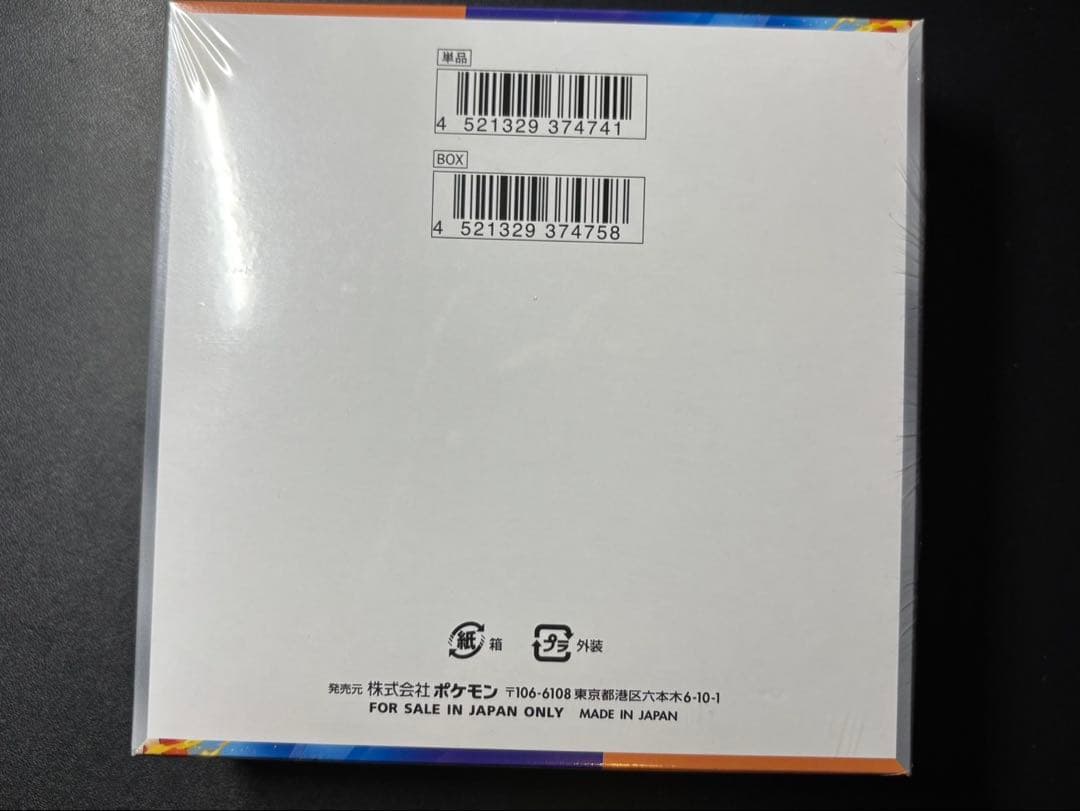 単品
4 521329 374741
BOX
4 521329 374758
紙 箱 プラ 外装
発売元 株式会社 ポケモン 〒106-6108 東京都港区六本木6-10-1
FOR SALE IN JAPAN ONLY MADE IN JAPAN